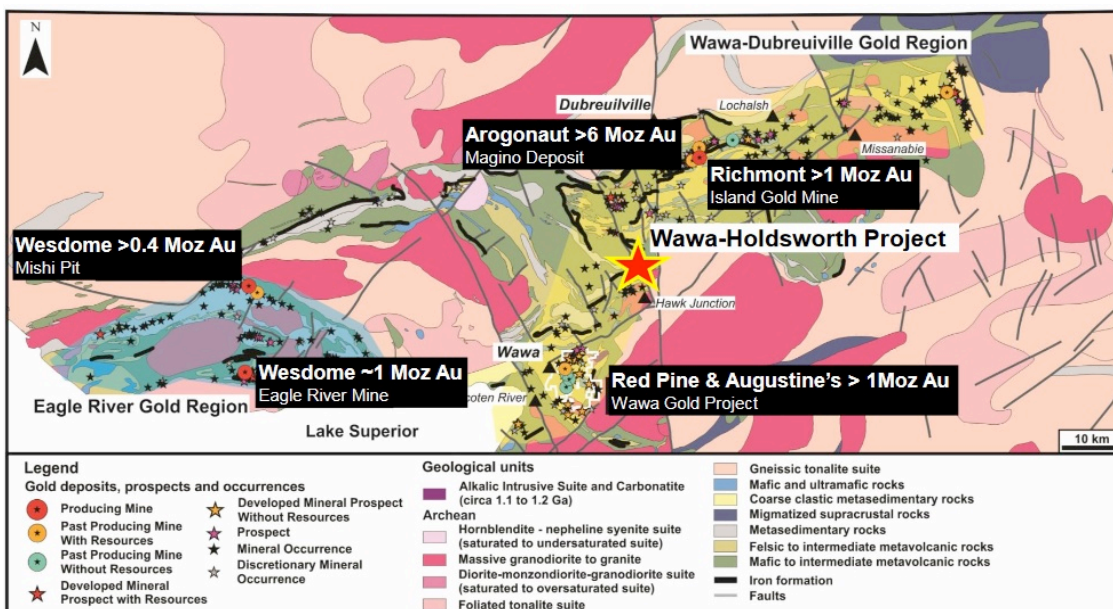 N
Wawa-Dubreuiville Gold Region
Dubreuilville
Lochalsh
Arogonaut >6 Moz Au
Magino Deposit
Missanabie
Richmont >1 Moz Au
Island Gold Mine
Wawa-Holdsworth Project
Wesdome >0.4 Moz Au
Mishi Pit
Hawk Junction
Wawa
Wesdome ~1 Moz Au
Eagle River Mine
Red Pine & Augustine's > 1Moz Au
Wawa Gold Project
coten River
Eagle River Gold Region
Lake Superior
10 km
Legend
Gold deposits, prospects and occurrences
Producing Mine
Past Producing Mine
With Resources
Past Producing Mine
Without Resources
Developed Mineral
Prospect with Resources
Developed Mineral Prospect
Without Resources
Prospect
Mineral Occurrence
Discretionary Mineral
Occurrence
Geological units
Alkalic Intrusive Suite and Carbonatite
(circa 1.1 to 1.2 Ga)
Archean
Hornblendite - nepheline syenite suite
(saturated to undersaturated suite)
Massive granodiorite to granite
Diorite-monzondiorite-granodiorite suite
(saturated to oversaturated suite)
Foliated tonalite suite
Gneissic tonalite suite
Mafic and ultramafic rocks
Coarse clastic metasedimentary rocks
Migmatized supracrustal rocks
Metasedimentary rocks
Felsic to intermediate metavolcanic rocks
Mafic to intermediate metavolcanic rocks
Iron formation
Faults